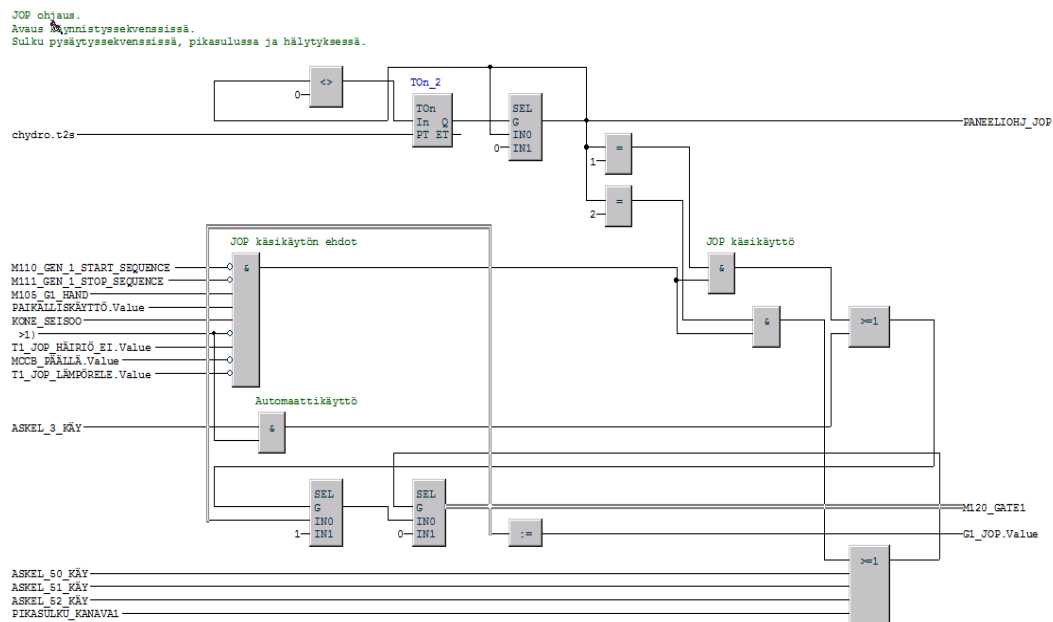 JOP ohjaus.
Avaus käynnistyssekvenssissä.
Sulku pysäytyssekvenssissä, pikasulussa ja hälytyksessä.
<>
0
TOn_2
TOn
In Q
PT ET
SEL
G
IN0
0 IN1
chydro.t2s
PANEELIOHJ_JOP
=
1
=
2
JOP käsikäytön ehdot
JOP käsikäyttö
M110_GEN_1_START_SEQUENCE
&
&
M111_GEN_1_STOP_SEQUENCE
M105_G1_HAND
PAIKALLISKÄYTTÖ.Value
KONE_SEISOO
&
>=1
>1)
T1_JOP_HÄIRIÖ_EI.Value
MCCB_PÄÄLLÄ.Value
T1_JOP_LÄMPÖRELE.Value
Automaattikäyttö
ASKEL_3_KÄY
&
SEL
G
IN0
1 IN1
SEL
G
IN0
0 IN1
M120_GATE1
:=
G1_JOP.Value
>=1
ASKEL_50_KÄY
ASKEL_51_KÄY
ASKEL_52_KÄY
PIKASULKU_KANAVA1